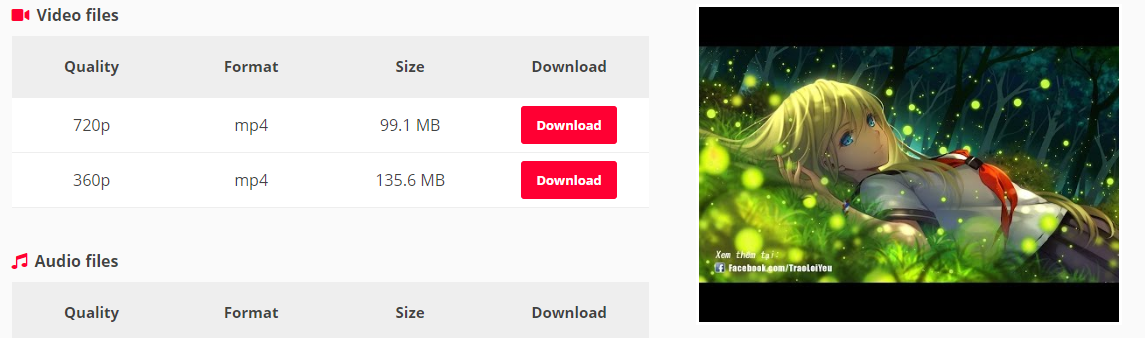 Video files
Quality Format Size Download
720p mp4 99.1 MB Download
360p mp4 135.6 MB Download
Audio files
Quality Format Size Download
Xem thêm tại:
Facebook.com/TraoLoiYeu